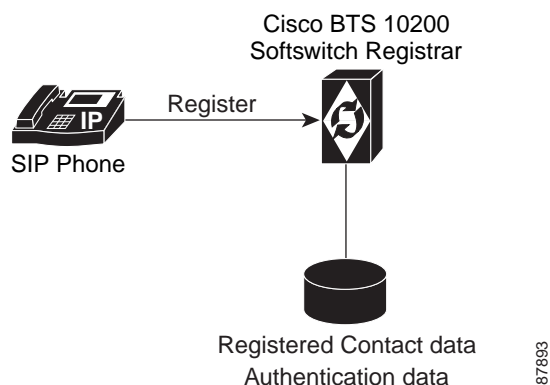 Cisco BTS 10200
Softswitch Registrar
Register
IP
SIP Phone
Registered Contact data
Authentication data
87893